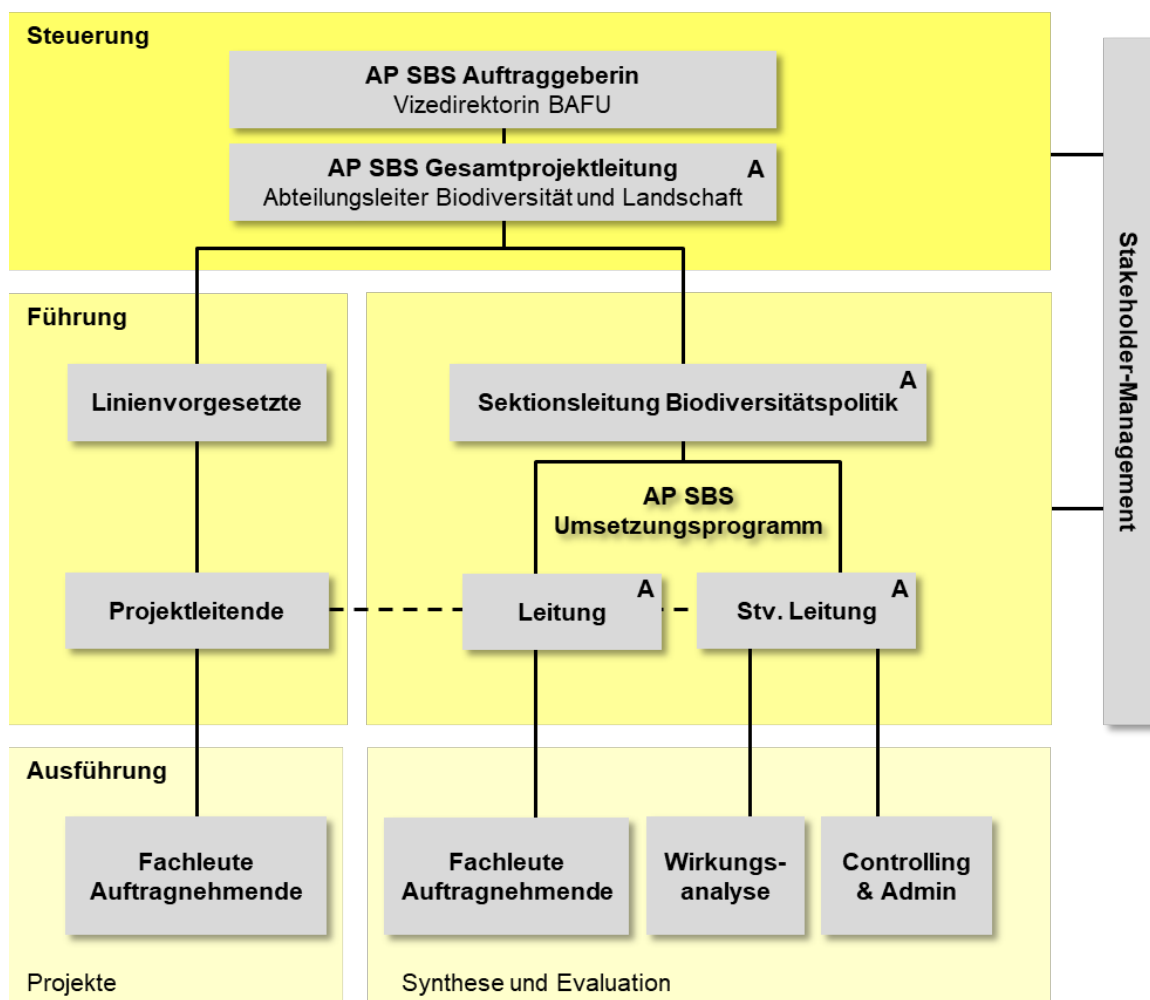 Steuerung
AP SBS Auftraggeberin
Vizedirektorin BAFU
AP SBS Gesamtprojektleitung A
Abteilungsleiter Biodiversität und Landschaft
Stakeholder-Management
Führung
Linienvorgesetzte
Sektionsleitung Biodiversitätspolitik A
AP SBS
Umsetzungsprogramm
Projektleitende
Leitung A
Stv. Leitung A
Ausführung
Fachleute
Auftragnehmende
Fachleute
Auftragnehmende
Wirkungs-
analyse
Controlling
& Admin
Projekte
Synthese und Evaluation